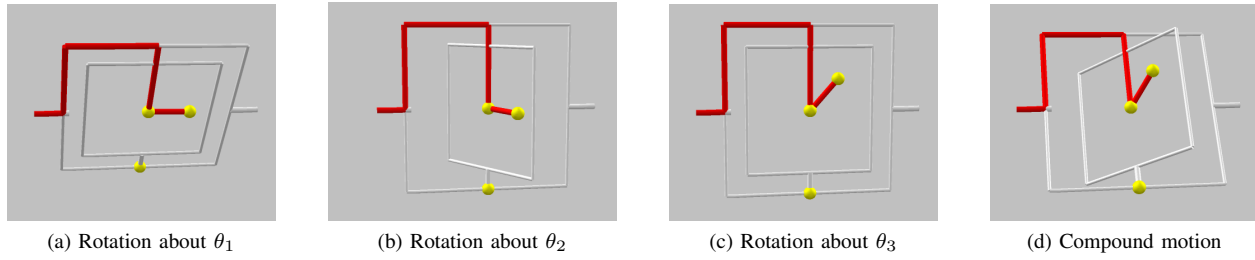 (a) Rotation about θ₁
(b) Rotation about θ₂
(c) Rotation about θ₃
(d) Compound motion